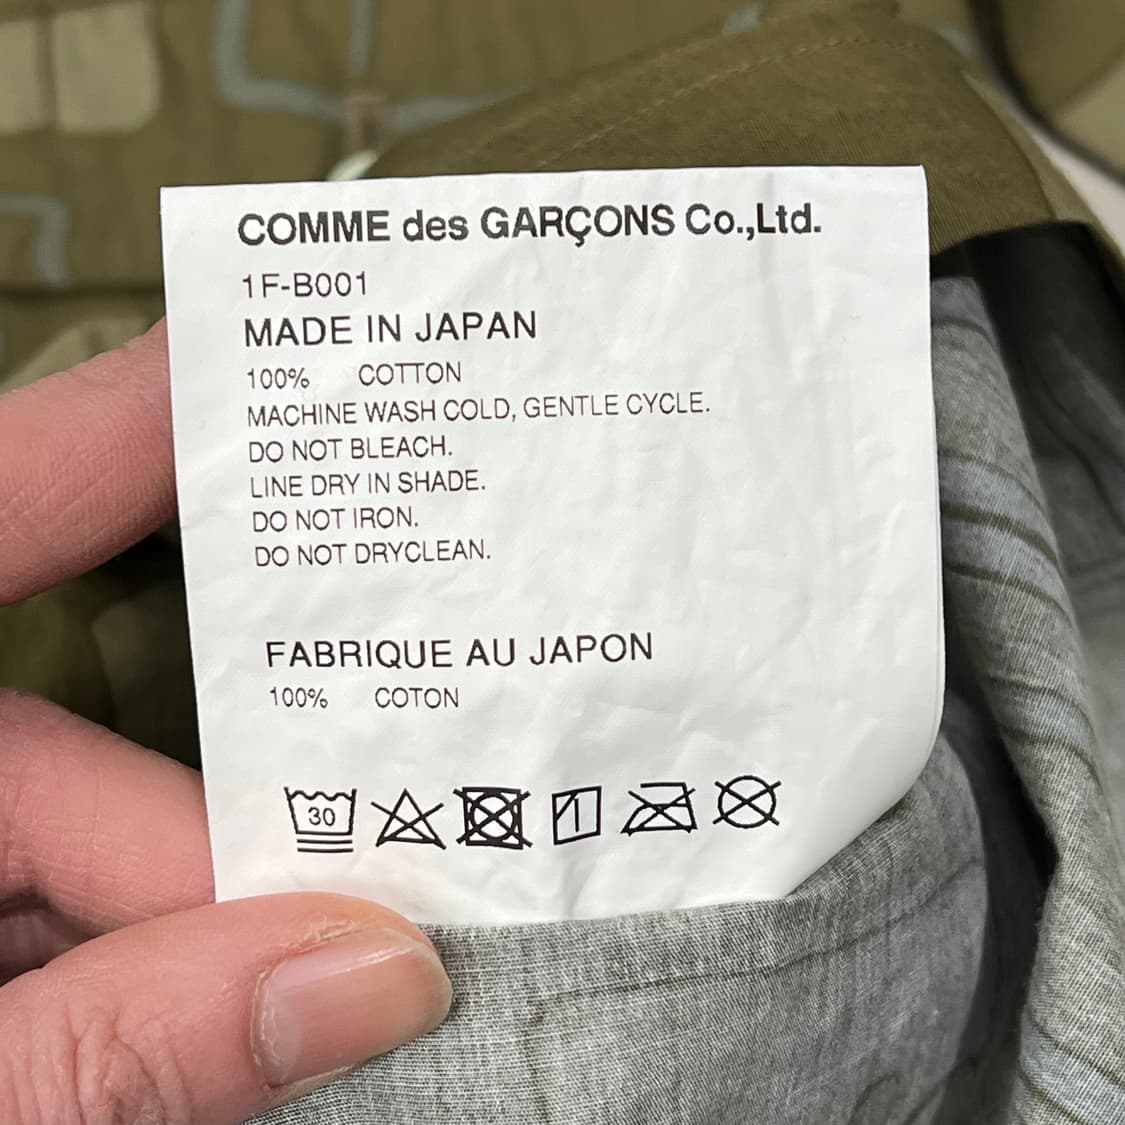 COMME des GARÇONS Co.,Ltd.
1F-B001
MADE IN JAPAN
100% COTTON
MACHINE WASH COLD, GENTLE CYCLE.
DO NOT BLEACH.
LINE DRY IN SHADE.
DO NOT IRON.
DO NOT DRYCLEAN.
FABRIQUE AU JAPON
100% COTON
30